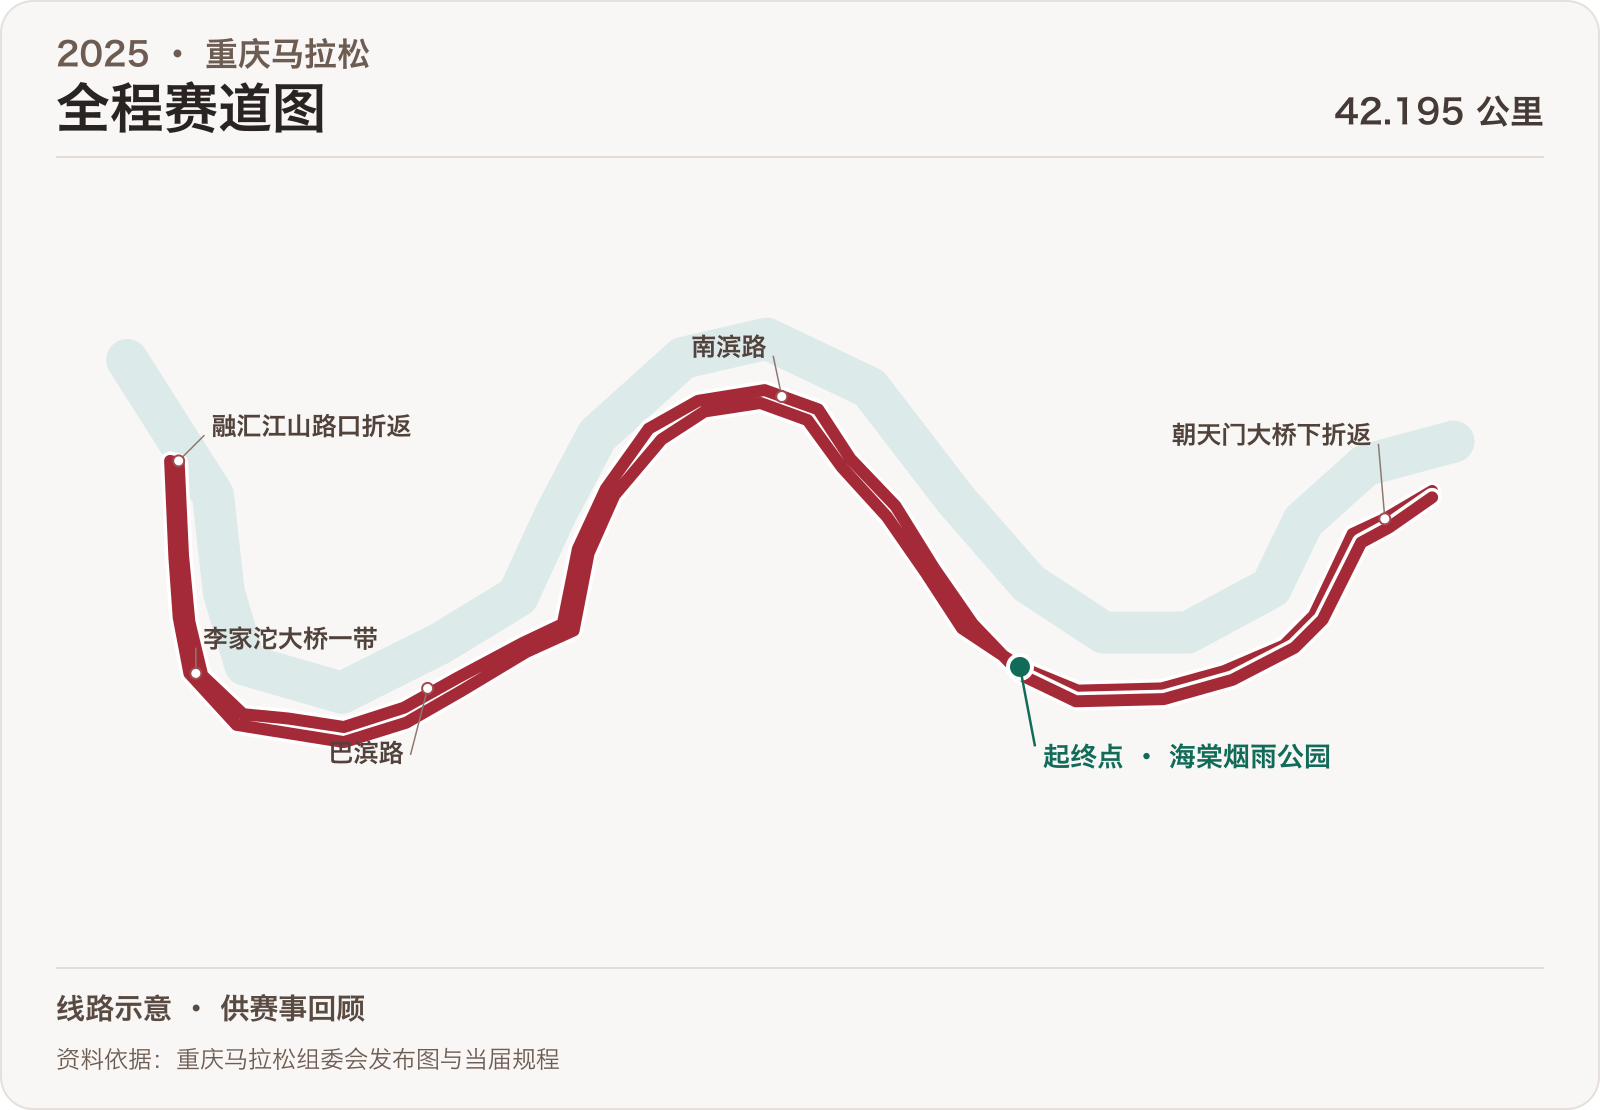 2025 · 重庆马拉松
全程赛道图
42.195 公里
南滨路
融汇江山路口折返
朝天门大桥下折返
李家沱大桥一带
巴滨路
起终点 · 海棠烟雨公园
线路示意 · 供赛事回顾
资料依据：重庆马拉松组委会发布图与当届规程